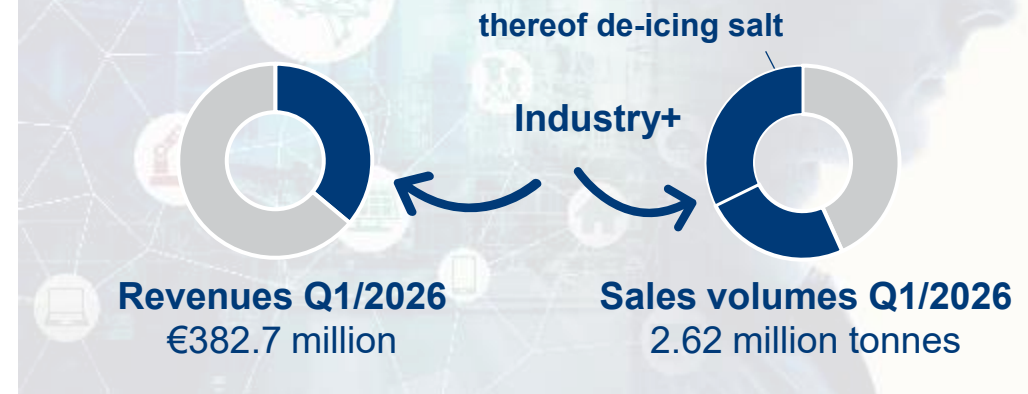 thereof de-icing salt
Industry+
Revenues Q1/2026
€382.7 million
Sales volumes Q1/2026
2.62 million tonnes